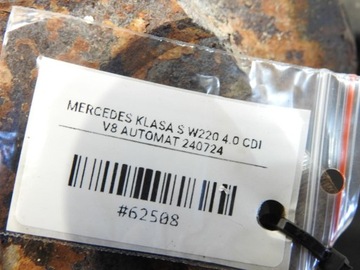 MERCEDES KLASA S W220 4.0 CDI
V8 AUTOMAT 240724
#62508